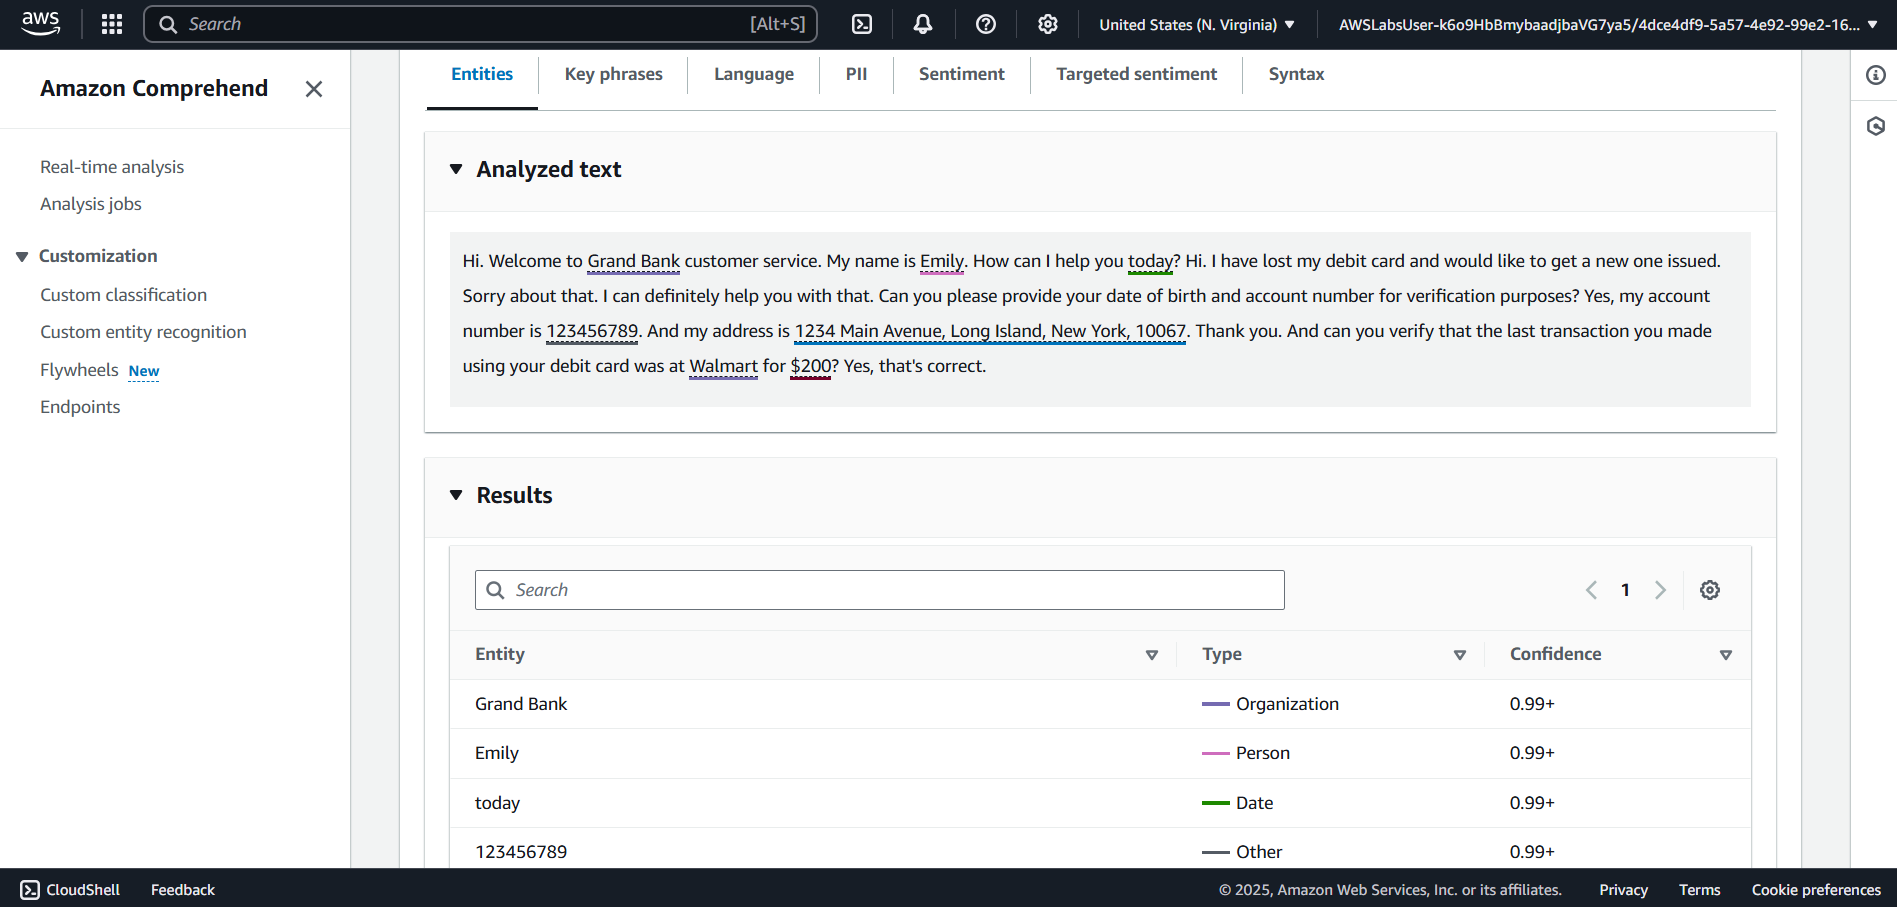 aws
Search [Alt+S]
United States (N. Virginia)
AWSLabsUser-k6o9HbBmybaadjbaVG7ya5/4dce4df9-5a57-4e92-99e2-16...
Amazon Comprehend
Real-time analysis
Analysis jobs
Customization
Custom classification
Custom entity recognition
Flywheels New
Endpoints
Entities Key phrases Language PII Sentiment Targeted sentiment Syntax
Analyzed text
Hi. Welcome to Grand Bank customer service. My name is Emily. How can I help you today? Hi. I have lost my debit card and would like to get a new one issued.
Sorry about that. I can definitely help you with that. Can you please provide your date of birth and account number for verification purposes? Yes, my account
number is 123456789. And my address is 1234 Main Avenue, Long Island, New York, 10067. Thank you. And can you verify that the last transaction you made
using your debit card was at Walmart for $200? Yes, that's correct.
Results
Search
1
Entity Type Confidence
Grand Bank Organization 0.99+
Emily Person 0.99+
today Date 0.99+
123456789 Other 0.99+
CloudShell Feedback
© 2025, Amazon Web Services, Inc. or its affiliates. Privacy Terms Cookie preferences